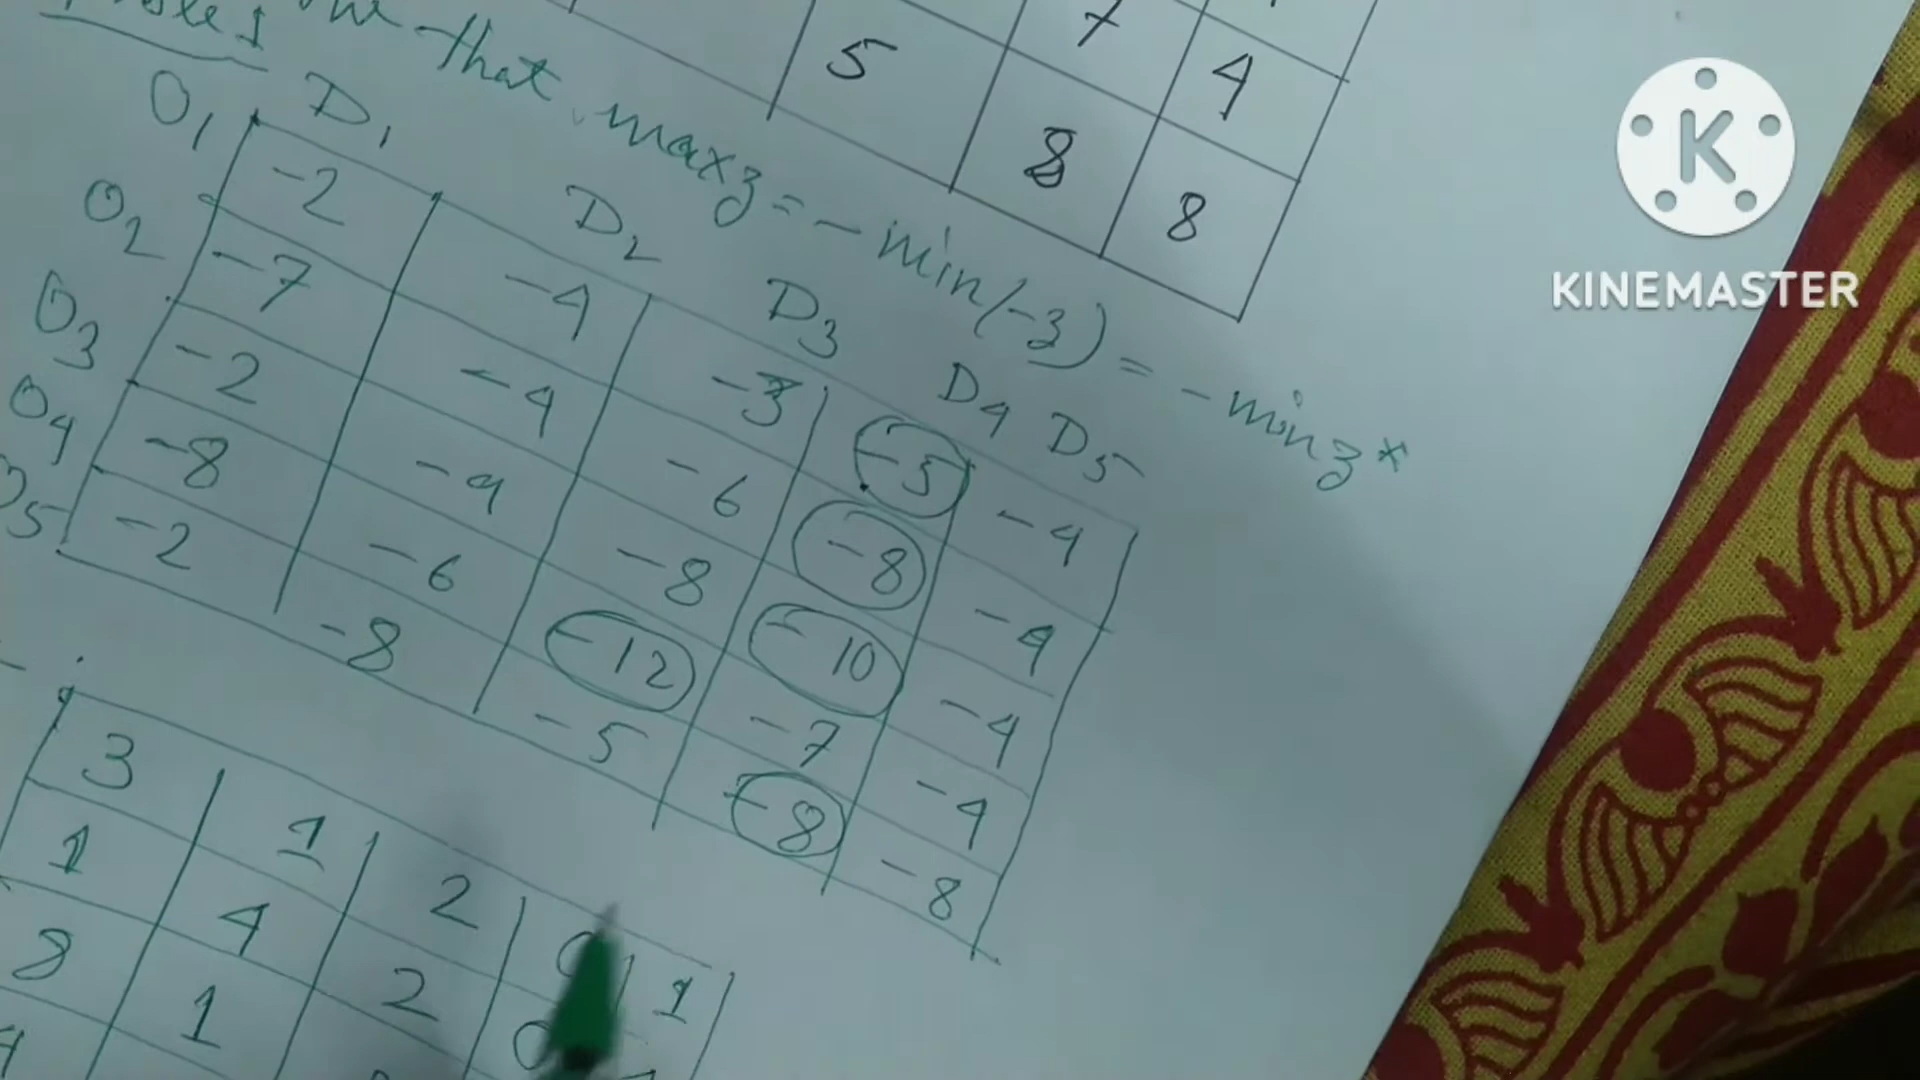 7
5 4
8 8
that max z = - min (-z) = - min z*
D1 D2 D3 D4 D5
O1 -2 -4 -3 -5 -4
O2 -7 -4 -6 -8 -4
O3 -2 -9 -8 -10 -4
O4 -8 -6 -12 -7 -4
O5 -2 -8 -5 -8 -8
3 1 2 0 1
1 4 2 0
8 1
K
KINEMASTER